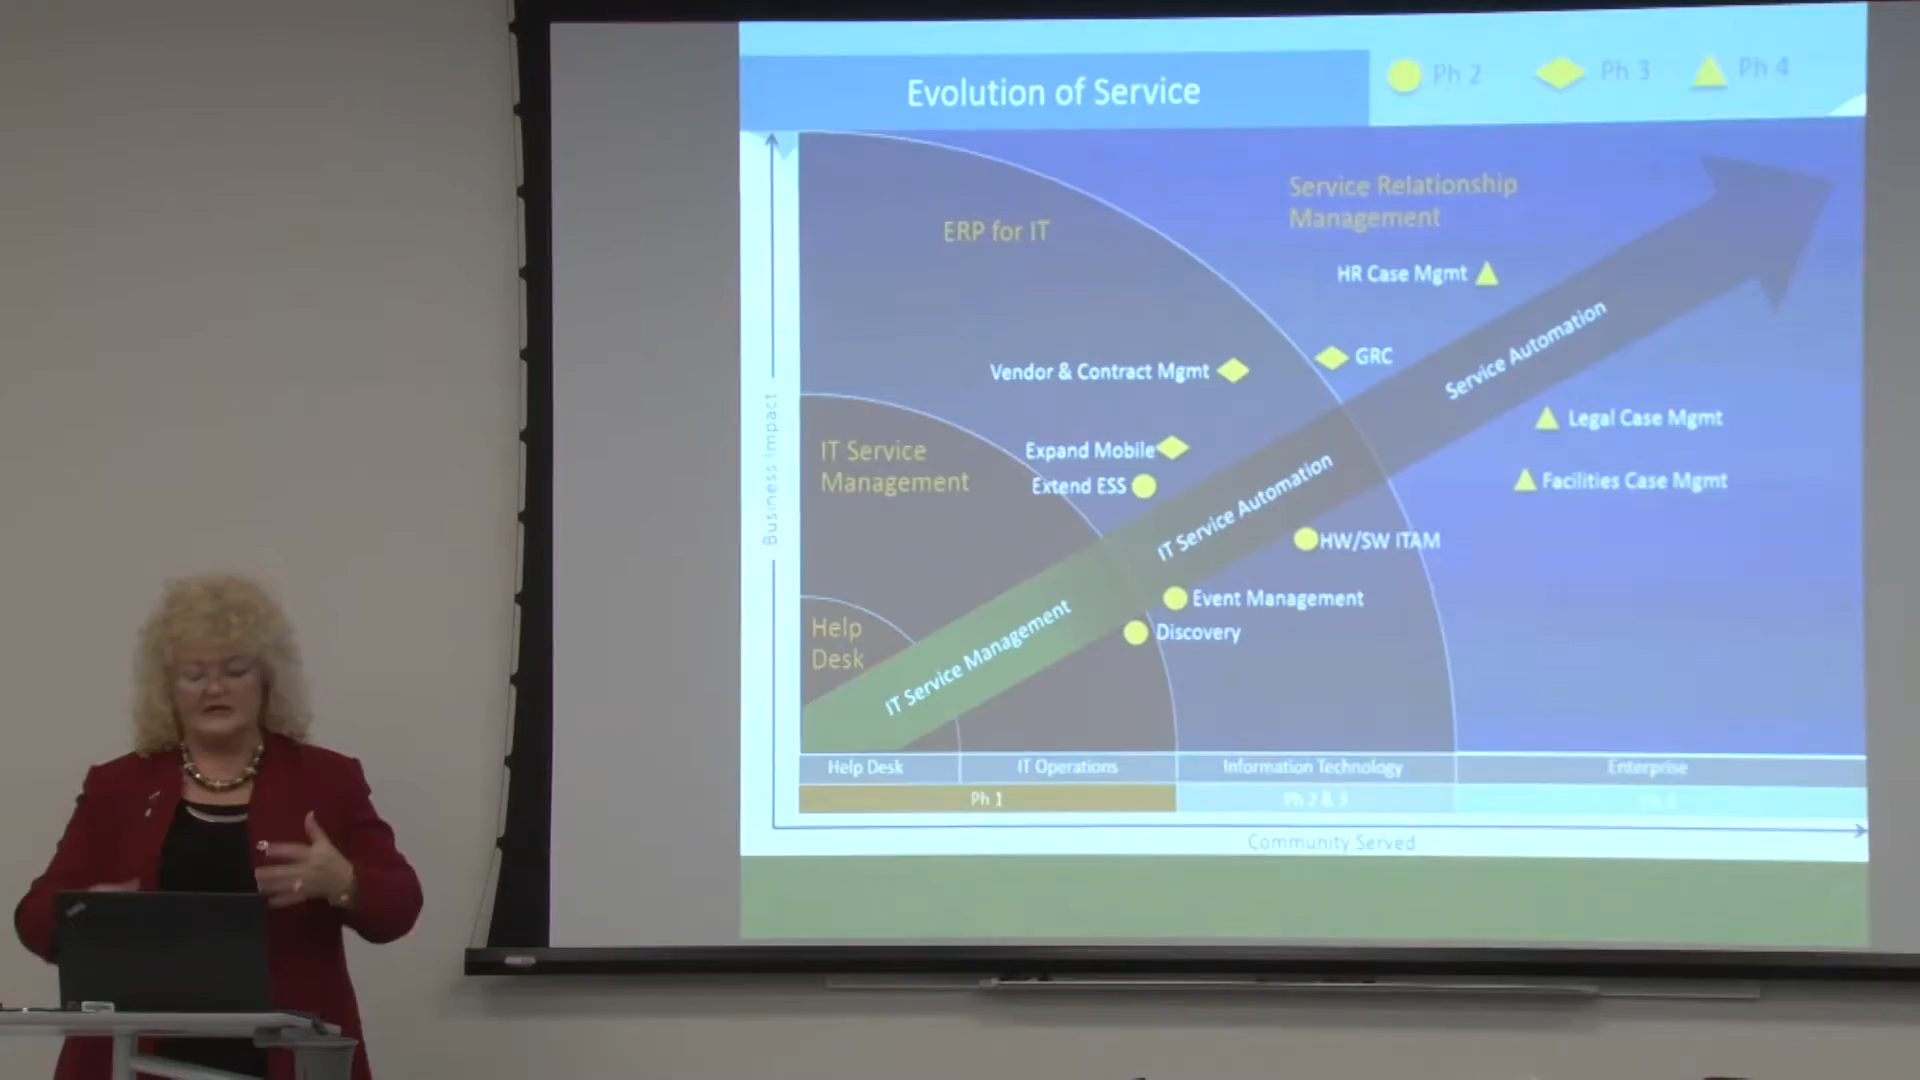 Evolution of Service
Ph 2
Ph 3
Ph 4
Service Relationship
Management
ERP for IT
HR Case Mgmt
GRC
Vendor & Contract Mgmt
Service Automation
Legal Case Mgmt
Expand Mobile
IT Service
Management
Extend ESS
Facilities Case Mgmt
IT Service Automation
HW/SW ITAM
Business Impact
Event Management
Discovery
Help
Desk
IT Service Management
Help Desk
IT Operations
Information Technology
Enterprise
Ph 1
Ph 2 & 3
Community Served